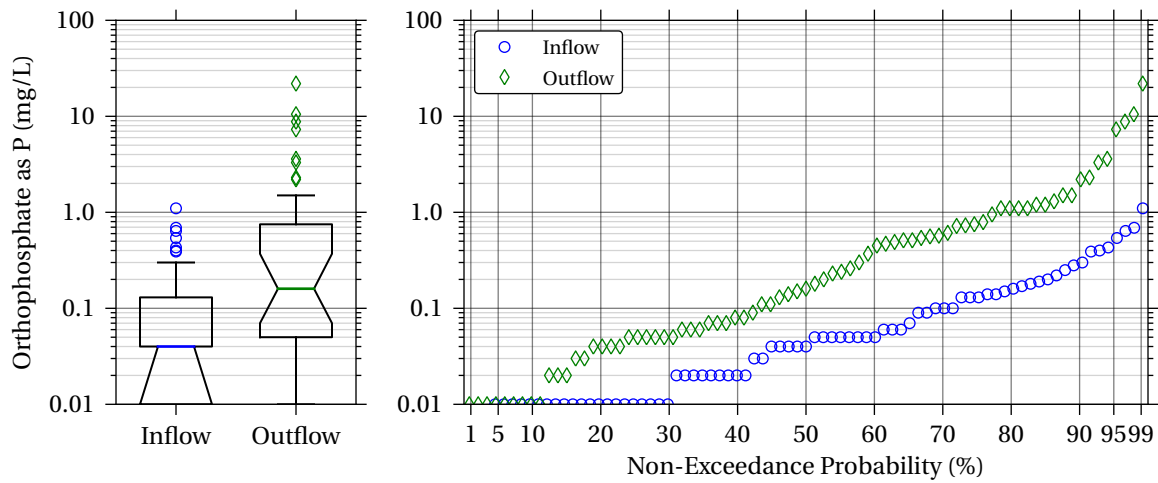 Orthophosphate as P (mg/L)
100
10
1.0
0.1
0.01
Inflow Outflow
100
10
1.0
0.1
0.01
Inflow
Outflow
1 5 10 20 30 40 50 60 70 80 90 95 99
Non-Exceedance Probability (%)